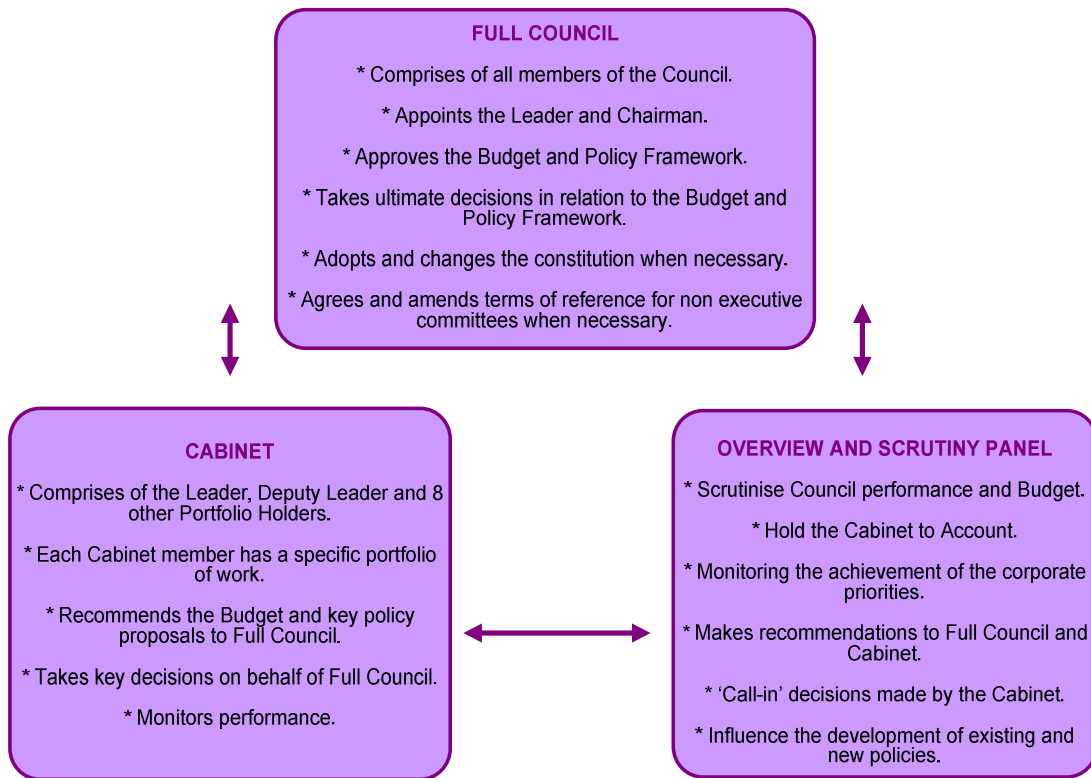 FULL COUNCIL
* Comprises of all members of the Council.
* Appoints the Leader and Chairman.
* Approves the Budget and Policy Framework.
* Takes ultimate decisions in relation to the Budget and
Policy Framework.
* Adopts and changes the constitution when necessary.
* Agrees and amends terms of reference for non executive
committees when necessary.
CABINET
* Comprises of the Leader, Deputy Leader and 8
other Portfolio Holders.
* Each Cabinet member has a specific portfolio
of work.
* Recommends the Budget and key policy
proposals to Full Council.
* Takes key decisions on behalf of Full Council.
* Monitors performance.
OVERVIEW AND SCRUTINY PANEL
* Scrutinise Council performance and Budget.
* Hold the Cabinet to Account.
* Monitoring the achievement of the corporate
priorities.
* Makes recommendations to Full Council and
Cabinet.
* ‘Call-in’ decisions made by the Cabinet.
* Influence the development of existing and
new policies.